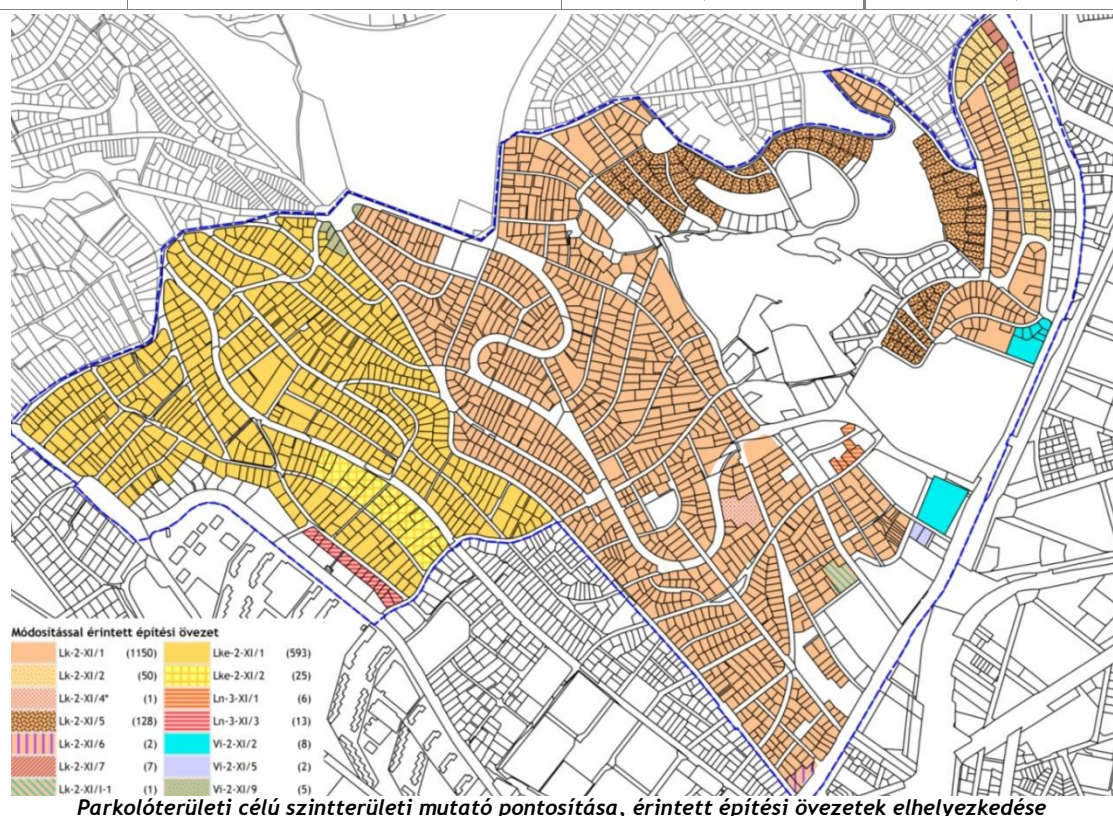 Módosítással érintett építési övezet
Lk-2-XI/1 (1150) Lke-2-XI/1 (593)
Lk-2-XI/2 (50) Lke-2-XI/2 (25)
Lk-2-XI/4* (1) Ln-3-XI/1 (6)
Lk-2-XI/5 (128) Ln-3-XI/3 (13)
Lk-2-XI/6 (2) Vi-2-XI/2 (8)
Lk-2-XI/7 (7) Vi-2-XI/5 (2)
Lk-2-XI/I-1 (1) Vi-2-XI/9 (5)
Parkolóterületi célú szintterületi mutató pontosítása, érintett építési övezetek elhelyezkedése